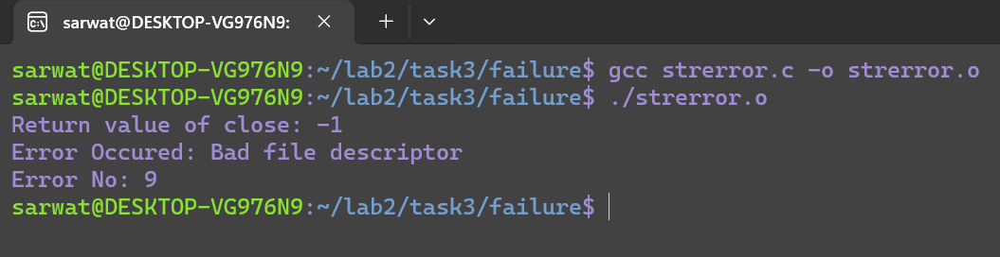 sarwat@DESKTOP-VG976N9:
sarwat@DESKTOP-VG976N9:~/lab2/task3/failure$ gcc strerror.c -o strerror.o
sarwat@DESKTOP-VG976N9:~/lab2/task3/failure$ ./strerror.o
Return value of close: -1
Error Occured: Bad file descriptor
Error No: 9
sarwat@DESKTOP-VG976N9:~/lab2/task3/failure$